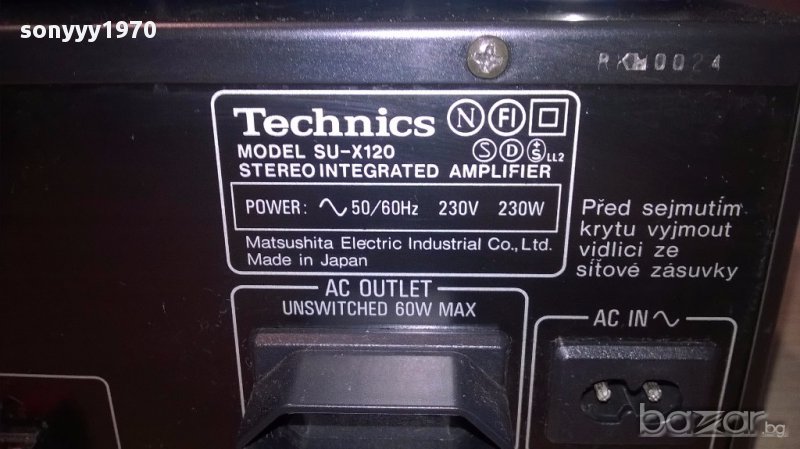 sonyyy1970
RKM0024
Technics N FI
MODEL SU-X120 S D +S LL2
STEREO INTEGRATED AMPLIFIER
POWER: ∿ 50/60Hz 230V 230W
Matsushita Electric Industrial Co., Ltd.
Made in Japan
Před sejmutím
krytu vyjmout
vidlici ze
síťové zásuvky
AC OUTLET
UNSWITCHED 60W MAX
AC IN ∿
bazar.bg